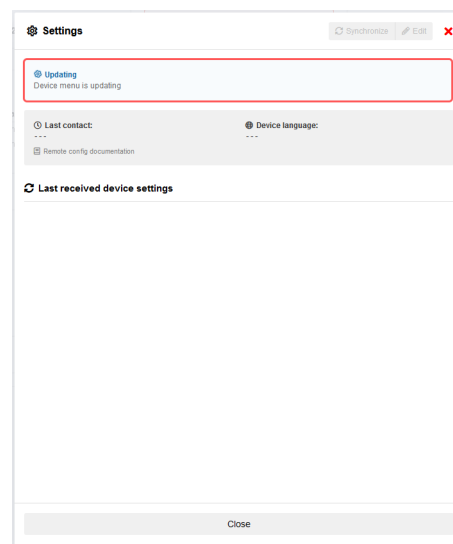 Settings
Synchronize Edit
Updating
Device menu is updating
Last contact: Device language:
--- ---
Remote config documentation
Last received device settings
Close